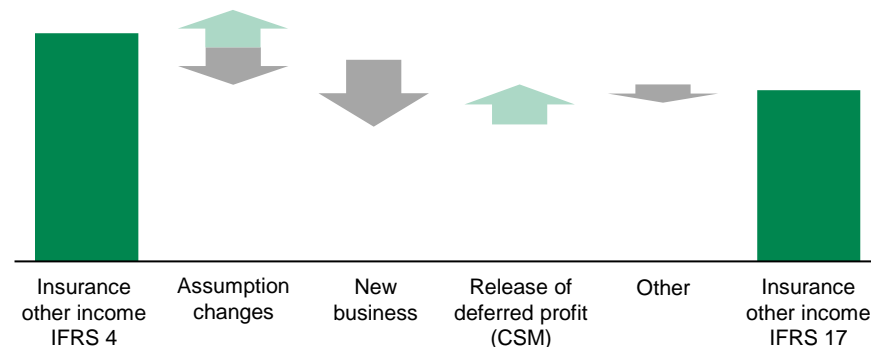 Insurance
other income
IFRS 4
Assumption
changes
New
business
Release of
deferred profit
(CSM)
Other
Insurance
other income
IFRS 17